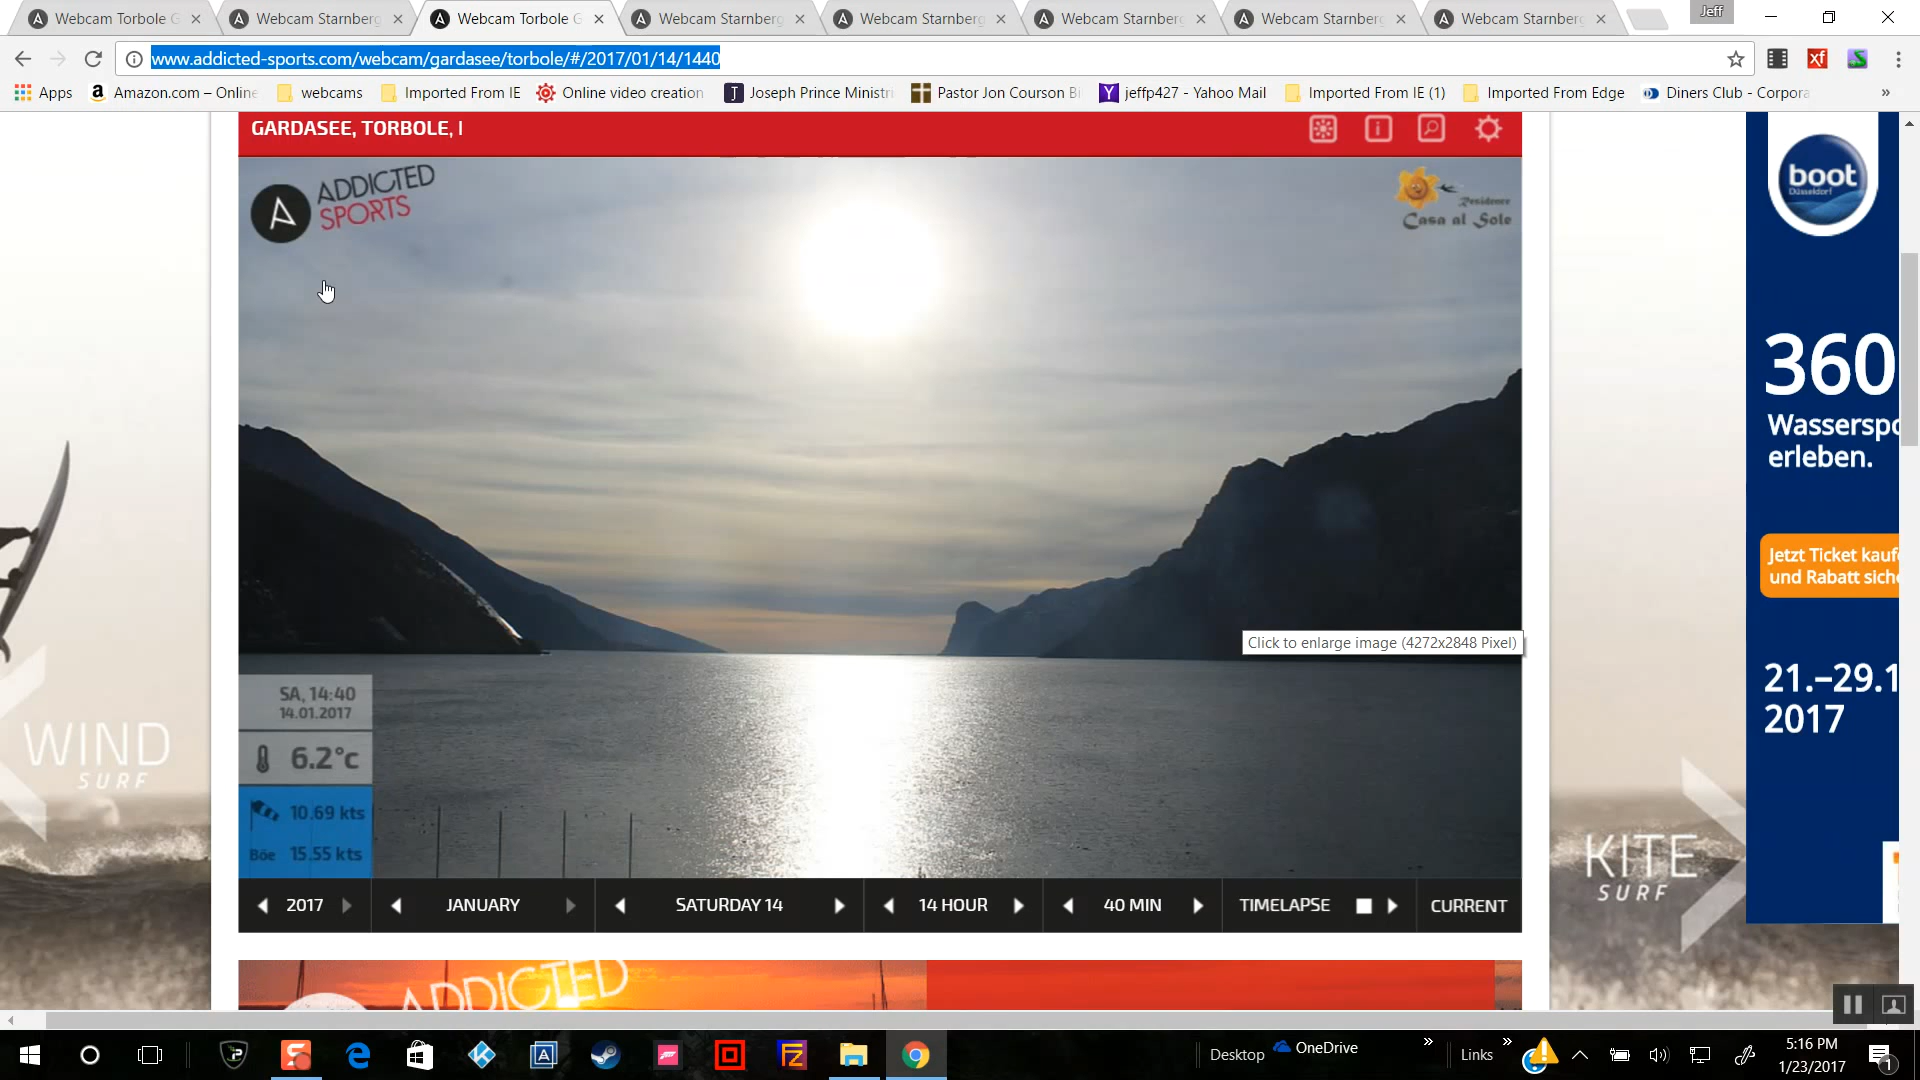 Webcam Torbole G
Webcam Starnberg
Webcam Torbole G
Webcam Starnberg
Webcam Starnberg
Webcam Starnberg
Webcam Starnberg
Webcam Starnberg
Jeff
www.addicted-sports.com/webcam/gardasee/torbole/#/2017/01/14/1440
Apps
Amazon.com – Online
webcams
Imported From IE
Online video creation
Joseph Prince Ministri
Pastor Jon Courson Bi
jeffp427 - Yahoo Mail
Imported From IE (1)
Imported From Edge
Diners Club - Corpora
»
GARDASEE, TORBOLE, I
ADDICTED
SPORTS
Residence
Casa al Sole
boot
Düsseldorf
360
Wasserspo
erleben.
Jetzt Ticket kaufe
und Rabatt siche
21.–29.1
2017
Click to enlarge image (4272x2848 Pixel)
SA, 14:40
14.01.2017
6.2°c
10.69 kts
Böe 15.55 kts
WIND
SURF
KITE
SURF
2017
JANUARY
SATURDAY 14
14 HOUR
40 MIN
TIMELAPSE
CURRENT
ADDICTED
Desktop
OneDrive
»
Links
»
5:16 PM
1/23/2017
1